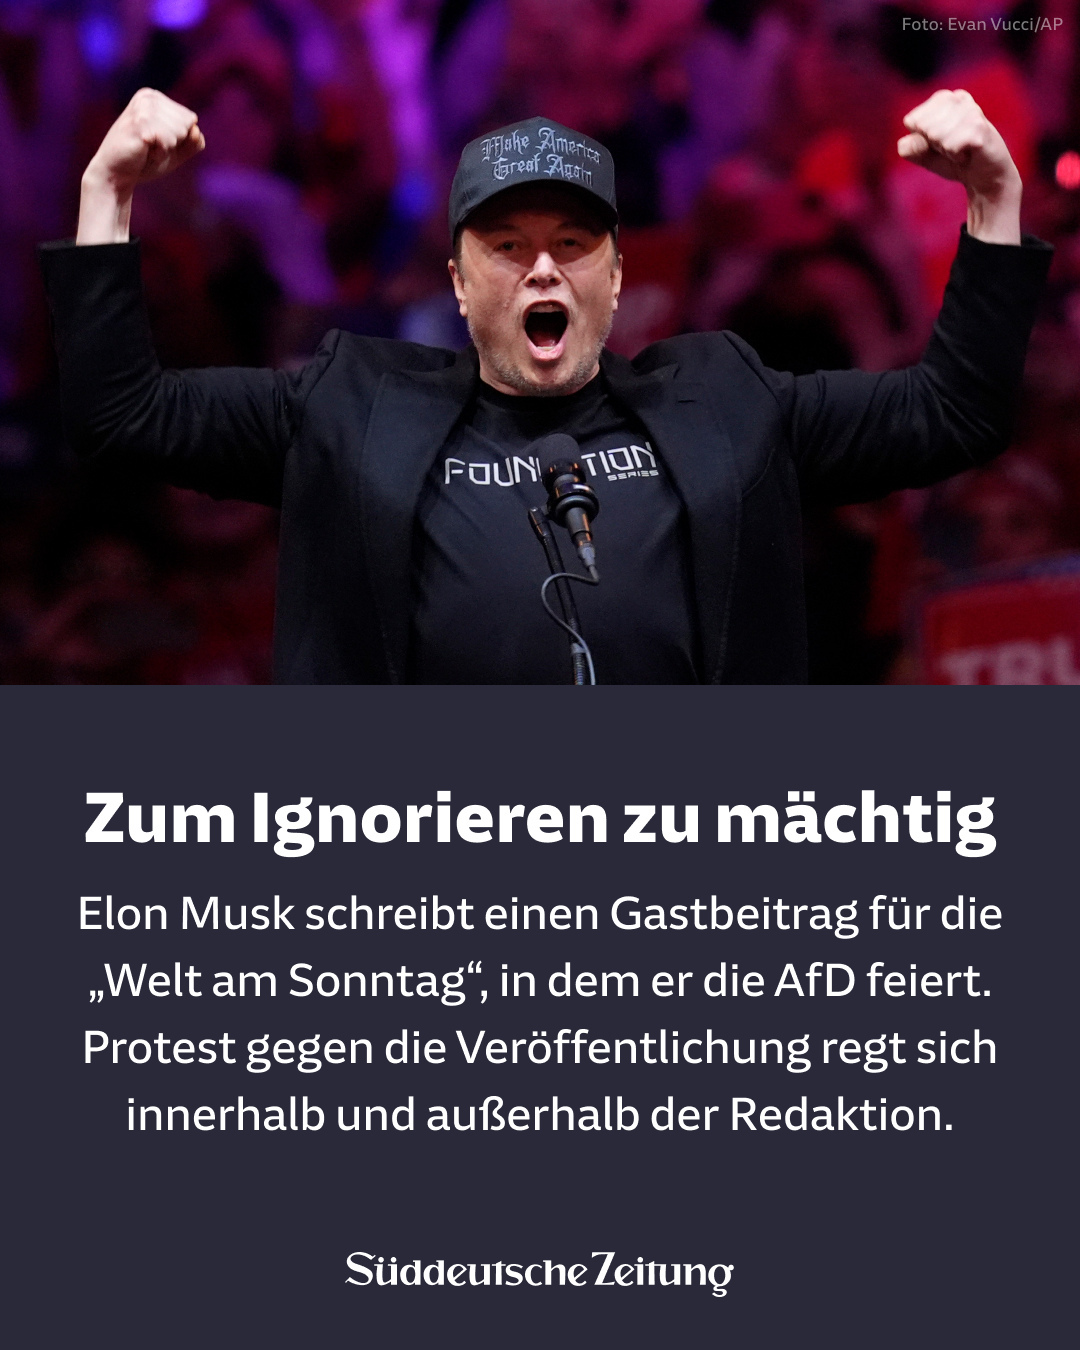 Foto: Evan Vucci/AP
Make America
Great Again
FOUN TION
SERIES
TRU
Zum Ignorieren zu mächtig
Elon Musk schreibt einen Gastbeitrag für die
„Welt am Sonntag“, in dem er die AfD feiert.
Protest gegen die Veröffentlichung regt sich
innerhalb und außerhalb der Redaktion.
Süddeutsche Zeitung